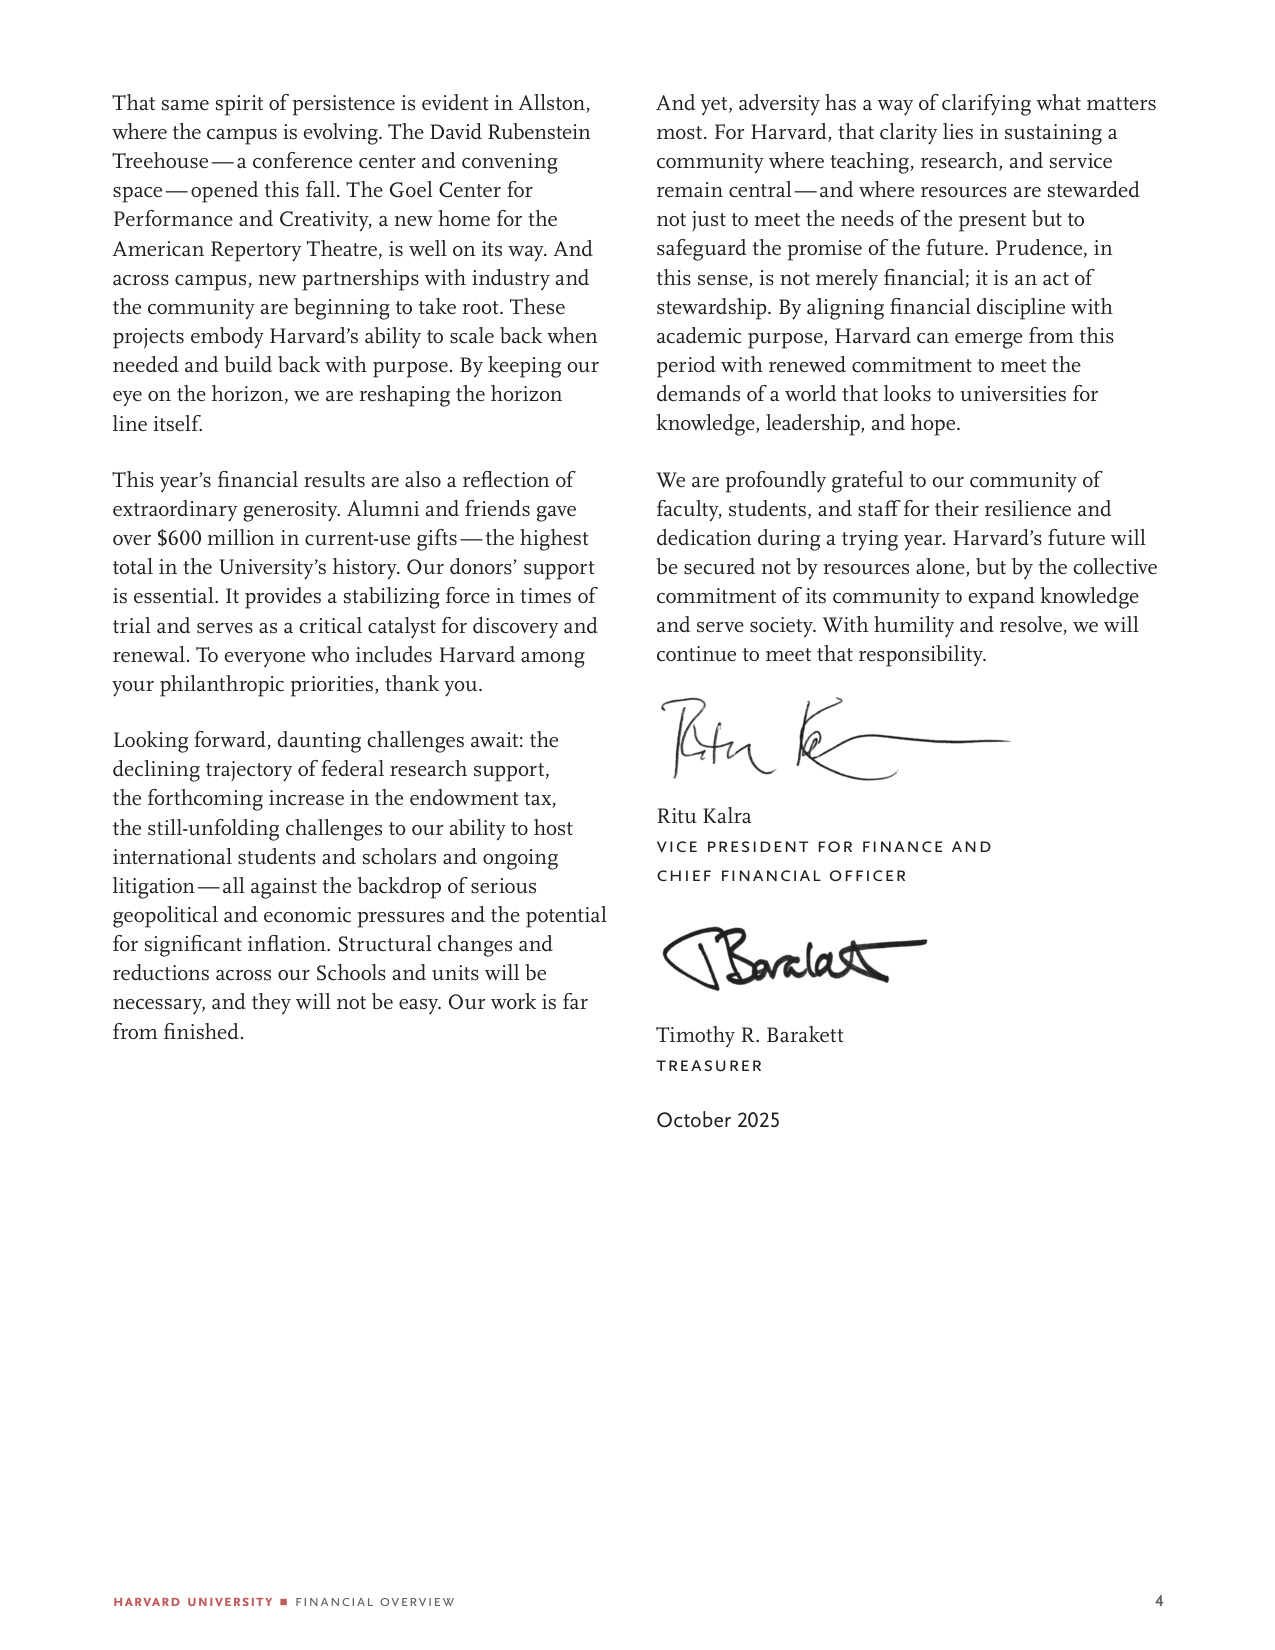 That same spirit of persistence is evident in Allston,
where the campus is evolving. The David Rubenstein
Treehouse — a conference center and convening
space — opened this fall. The Goel Center for
Performance and Creativity, a new home for the
American Repertory Theatre, is well on its way. And
across campus, new partnerships with industry and
the community are beginning to take root. These
projects embody Harvard’s ability to scale back when
needed and build back with purpose. By keeping our
eye on the horizon, we are reshaping the horizon
line itself.
This year’s financial results are also a reflection of
extraordinary generosity. Alumni and friends gave
over $600 million in current-use gifts — the highest
total in the University’s history. Our donors’ support
is essential. It provides a stabilizing force in times of
trial and serves as a critical catalyst for discovery and
renewal. To everyone who includes Harvard among
your philanthropic priorities, thank you.
Looking forward, daunting challenges await: the
declining trajectory of federal research support,
the forthcoming increase in the endowment tax,
the still-unfolding challenges to our ability to host
international students and scholars and ongoing
litigation — all against the backdrop of serious
geopolitical and economic pressures and the potential
for significant inflation. Structural changes and
reductions across our Schools and units will be
necessary, and they will not be easy. Our work is far
from finished.
And yet, adversity has a way of clarifying what matters
most. For Harvard, that clarity lies in sustaining a
community where teaching, research, and service
remain central — and where resources are stewarded
not just to meet the needs of the present but to
safeguard the promise of the future. Prudence, in
this sense, is not merely financial; it is an act of
stewardship. By aligning financial discipline with
academic purpose, Harvard can emerge from this
period with renewed commitment to meet the
demands of a world that looks to universities for
knowledge, leadership, and hope.
We are profoundly grateful to our community of
faculty, students, and staff for their resilience and
dedication during a trying year. Harvard’s future will
be secured not by resources alone, but by the collective
commitment of its community to expand knowledge
and serve society. With humility and resolve, we will
continue to meet that responsibility.
Ritu K
Ritu Kalra
VICE PRESIDENT FOR FINANCE AND
CHIEF FINANCIAL OFFICER
TBarakett
Timothy R. Barakett
TREASURER
October 2025
HARVARD UNIVERSITY ■ FINANCIAL OVERVIEW
4